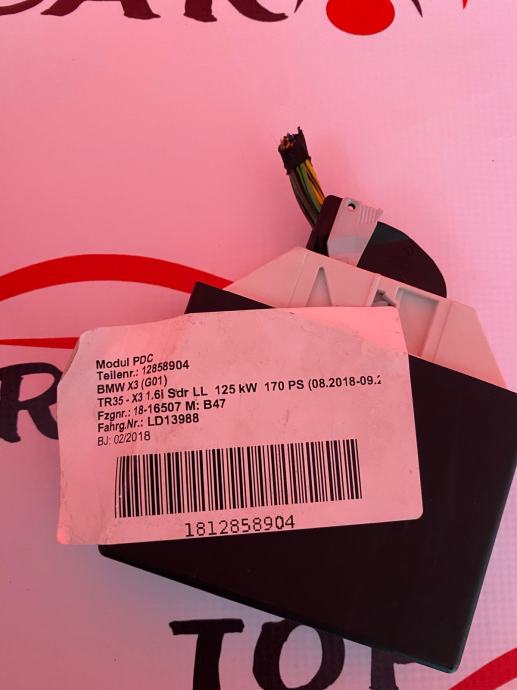 Modul PDC
Teilenr.: 12858904
BMW X3 (G01)
TR35 - X3 1.6i Sdr LL 125 kW 170 PS (08.2018-09.2
Fzgnr.: 18-16507 M: B47
Fahrg.Nr.: LD13988
BJ: 02/2018
1812858904
TOP